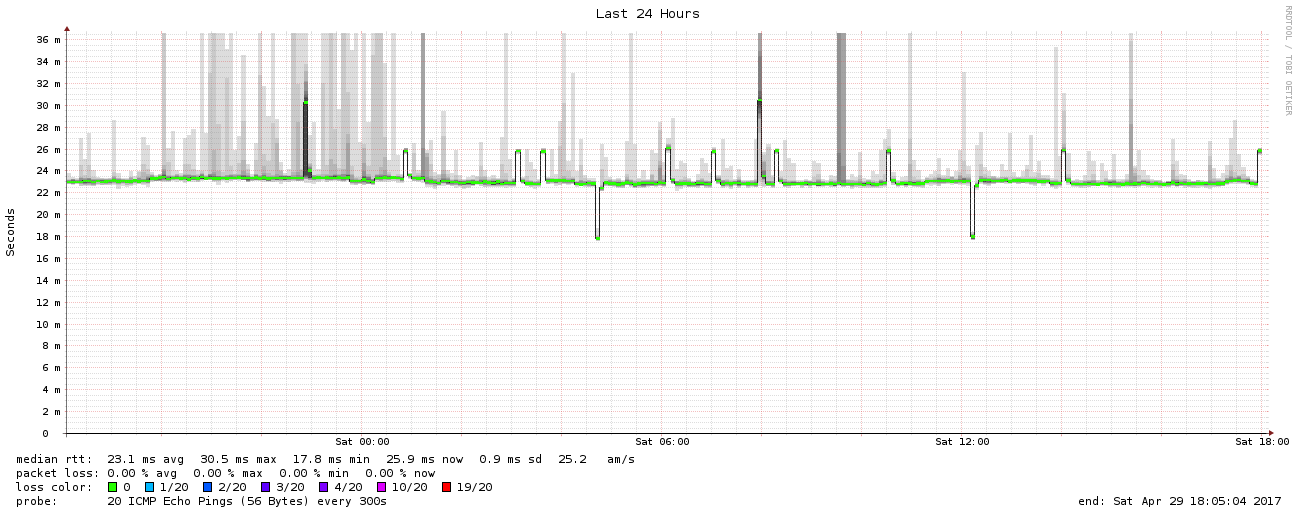 Last 24 Hours
RRDTOOL / TOBI OETIKER
Seconds
36 m
34 m
32 m
30 m
28 m
26 m
24 m
22 m
20 m
18 m
16 m
14 m
12 m
10 m
8 m
6 m
4 m
2 m
0
Sat 00:00 Sat 06:00 Sat 12:00 Sat 18:00
median rtt: 23.1 ms avg 30.5 ms max 17.8 ms min 25.9 ms now 0.9 ms sd 25.2 am/s
packet loss: 0.00 % avg 0.00 % max 0.00 % min 0.00 % now
loss color: 0 1/20 2/20 3/20 4/20 10/20 19/20
probe: 20 ICMP Echo Pings (56 Bytes) every 300s end: Sat Apr 29 18:05:04 2017